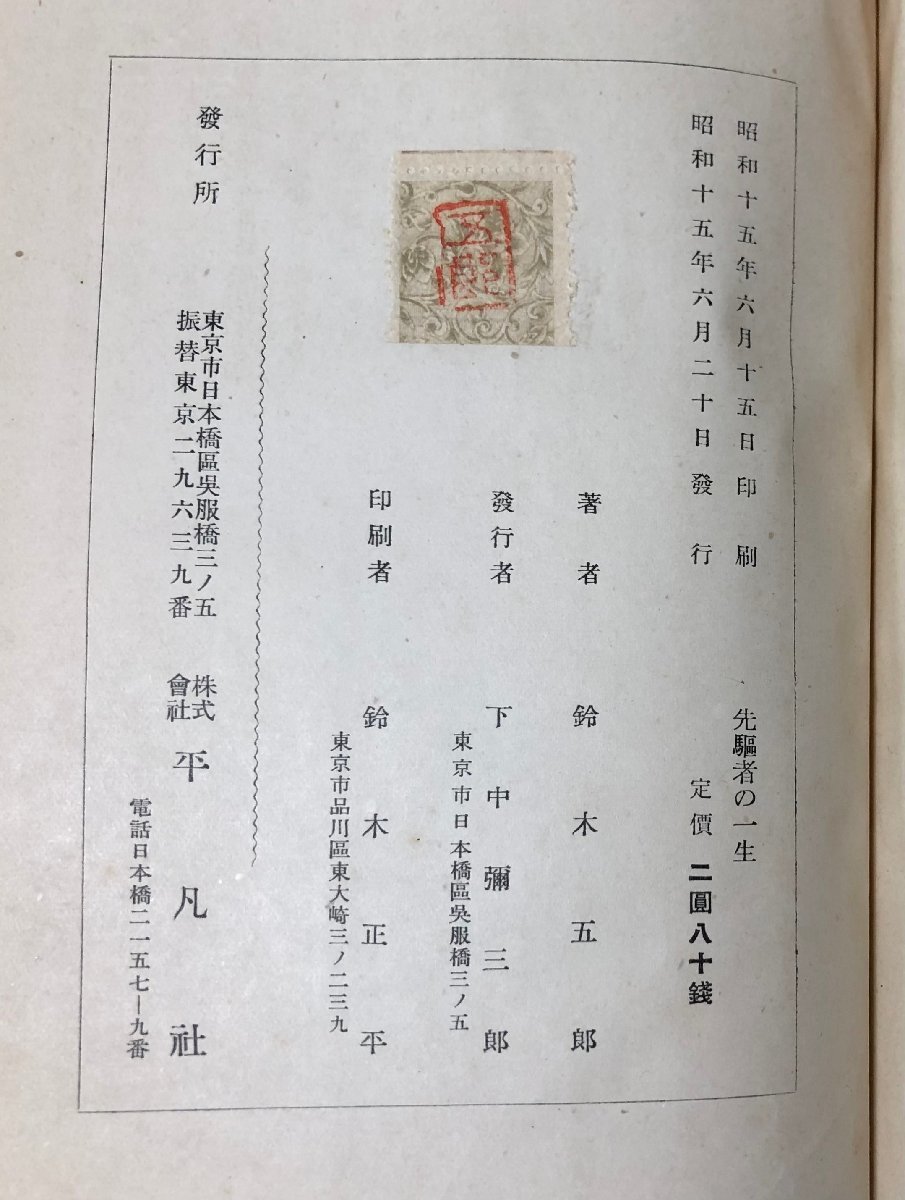 昭和十五年六月十五日印刷
先驅者の一生
昭和十五年六月二十日發行
定價 二圓八十錢
著者 鈴木五郎
發行者 下中彌三郎
東京市日本橋區吳服橋三ノ五
印刷者 鈴木正平
東京市品川區東大崎三ノ二三九
發行所
東京市日本橋區吳服橋三ノ五
振替東京二九六三九番
株式會社 平凡社
電話日本橋二一五七—九番